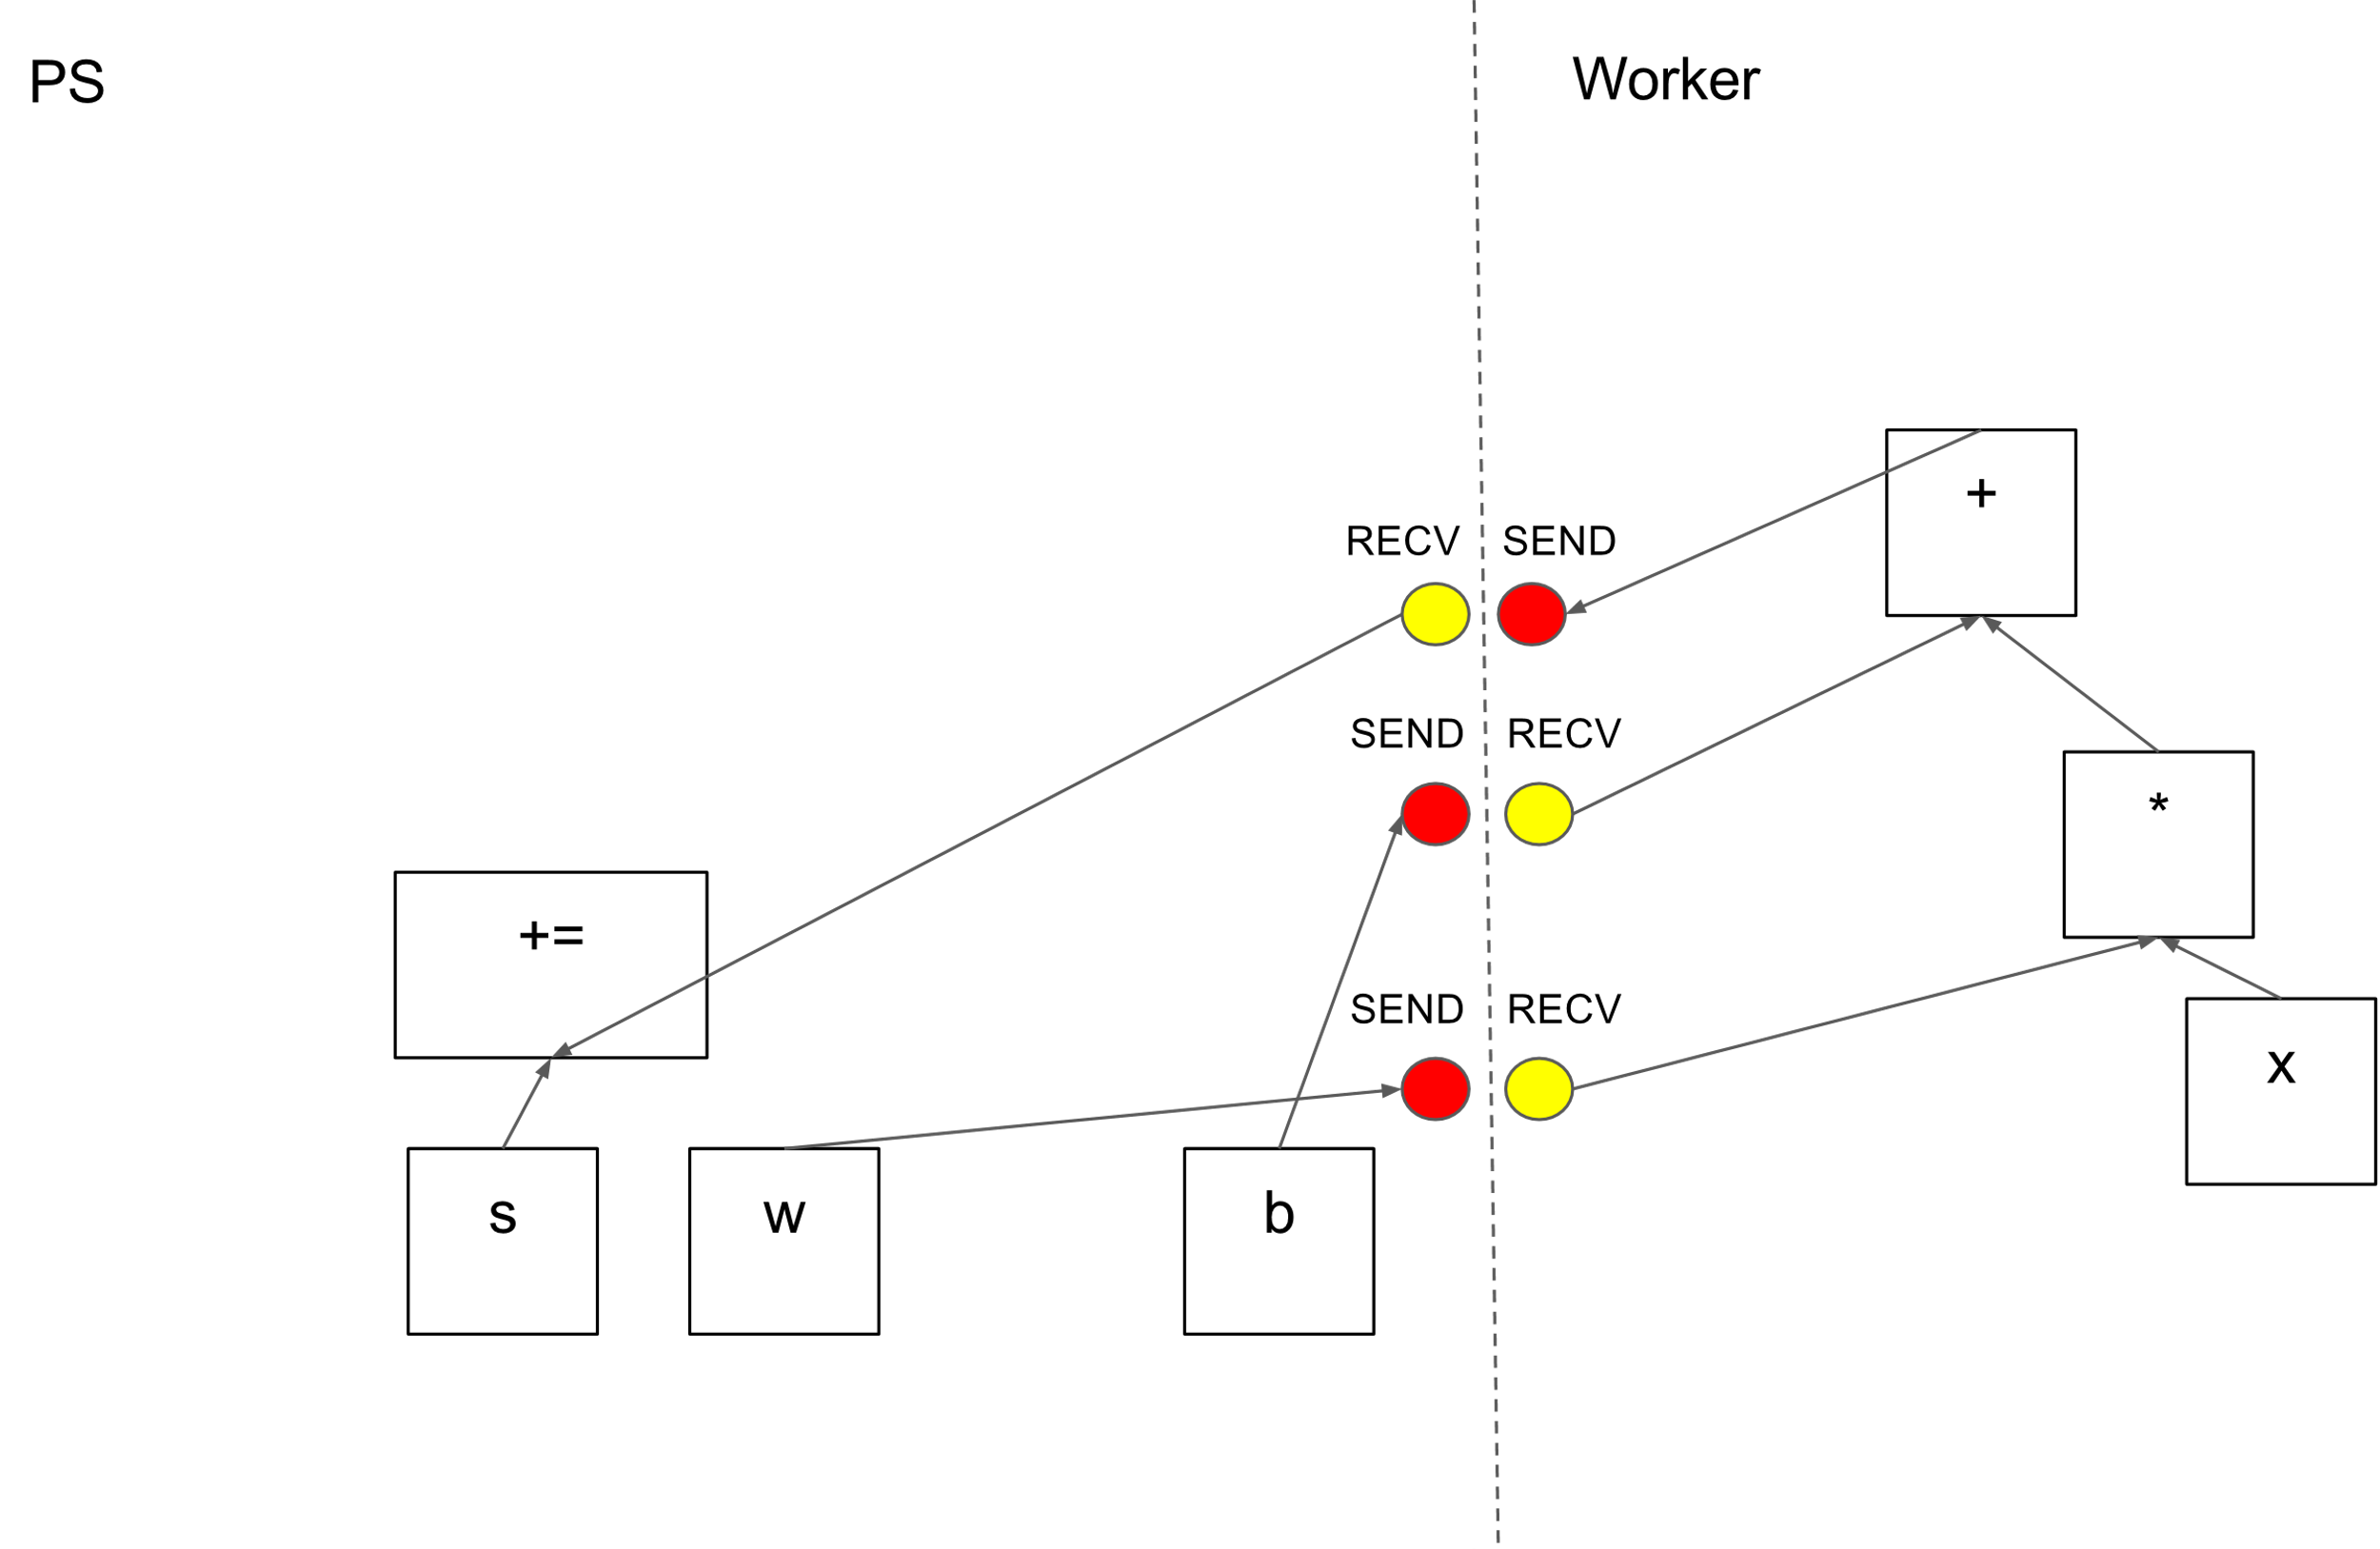 PS
Worker
+
RECV
SEND
SEND
RECV
*
+=
SEND
RECV
x
s
w
b